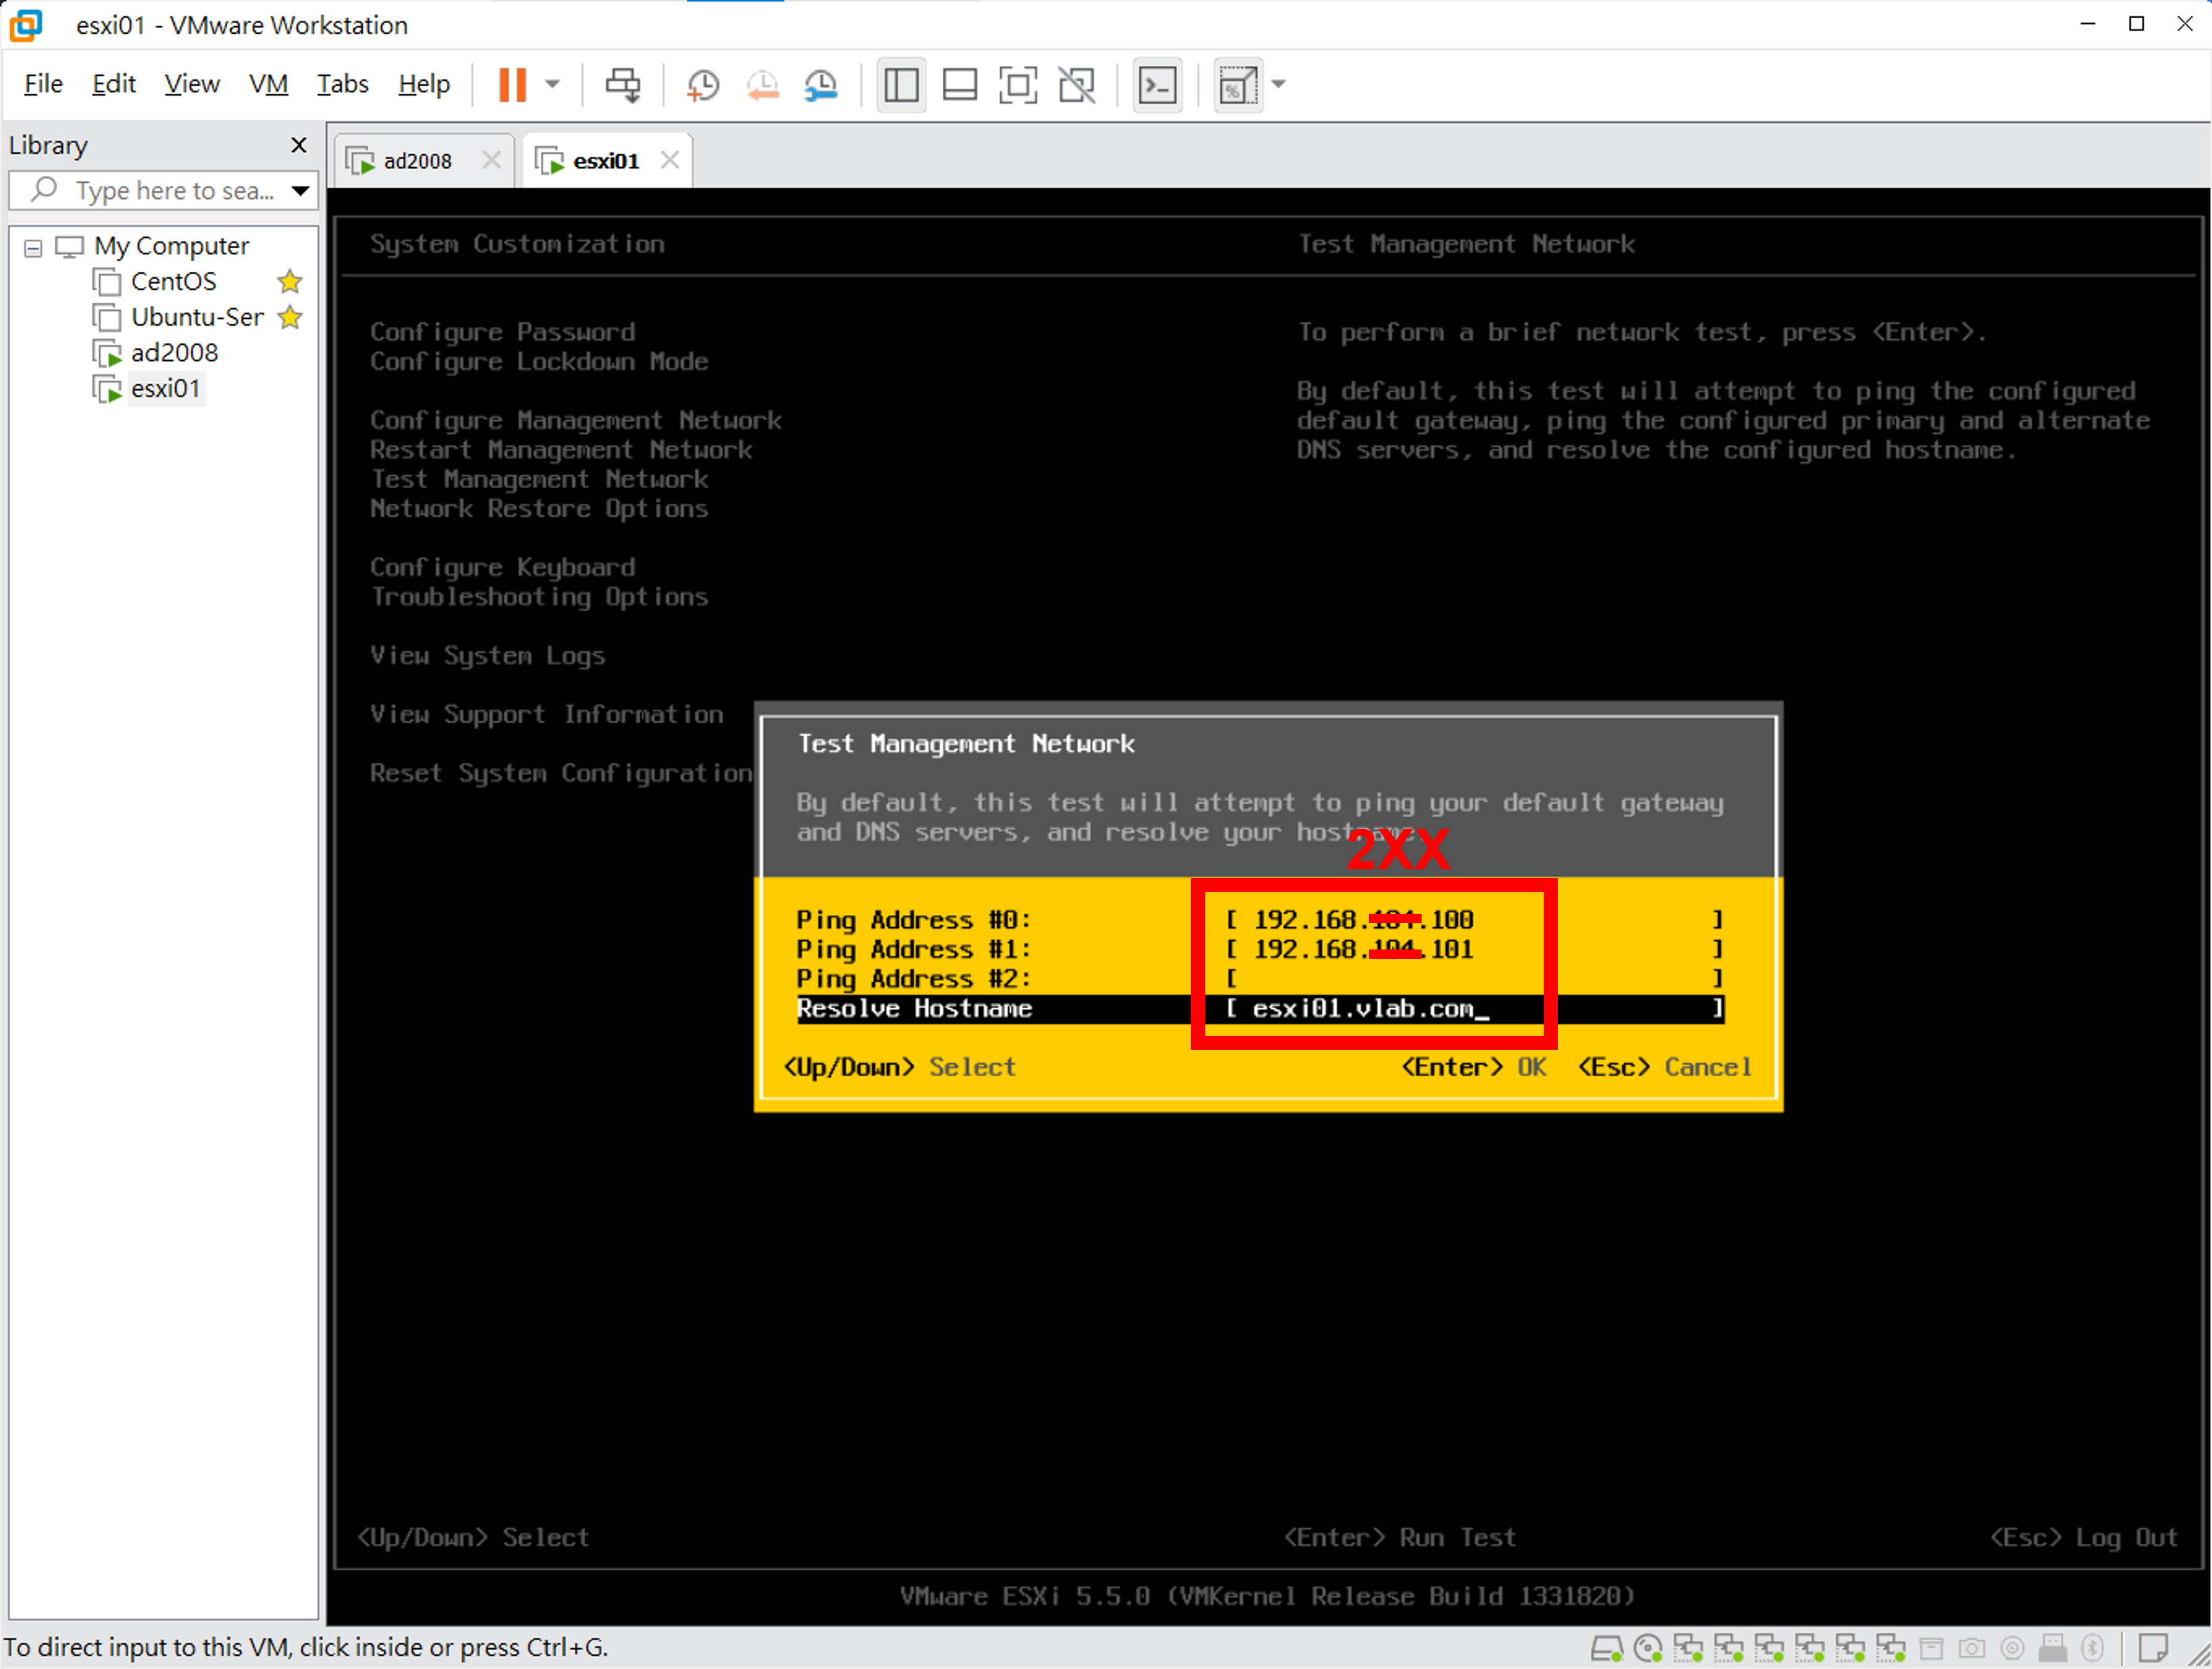 esxi01 - VMware Workstation
File Edit View VM Tabs Help
Library
Type here to sea...
My Computer
CentOS
Ubuntu-Ser
ad2008
esxi01
ad2008
esxi01
System Customization
Test Management Network
Configure Password
Configure Lockdown Mode
Configure Management Network
Restart Management Network
Test Management Network
Network Restore Options
Configure Keyboard
Troubleshooting Options
View System Logs
View Support Information
Reset System Configuration
To perform a brief network test, press <Enter>.
By default, this test will attempt to ping the configured
default gateway, ping the configured primary and alternate
DNS servers, and resolve the configured hostname.
Test Management Network
By default, this test will attempt to ping your default gateway
and DNS servers, and resolve your hostname.
2XX
Ping Address #0: [ 192.168.104.100 ]
Ping Address #1: [ 192.168.104.101 ]
Ping Address #2: [ ]
Resolve Hostname [ esxi01.vlab.com_ ]
<Up/Down> Select <Enter> OK <Esc> Cancel
<Up/Down> Select <Enter> Run Test <Esc> Log Out
VMware ESXi 5.5.0 (VMKernel Release Build 1331820)
To direct input to this VM, click inside or press Ctrl+G.